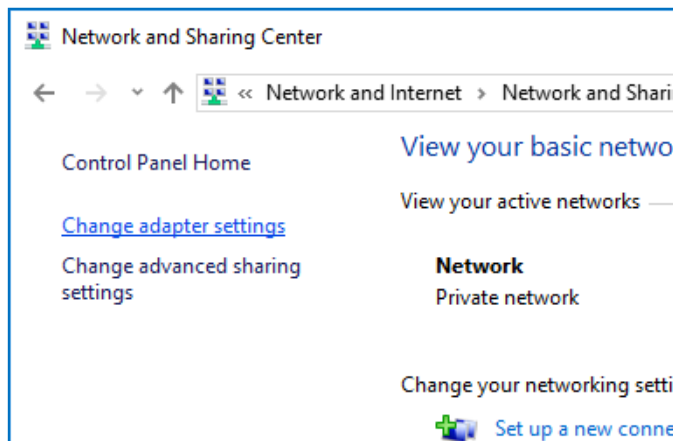 Network and Sharing Center
« Network and Internet > Network and Shari
Control Panel Home
Change adapter settings
Change advanced sharing
settings
View your basic netwo
View your active networks
Network
Private network
Change your networking setti
Set up a new conne